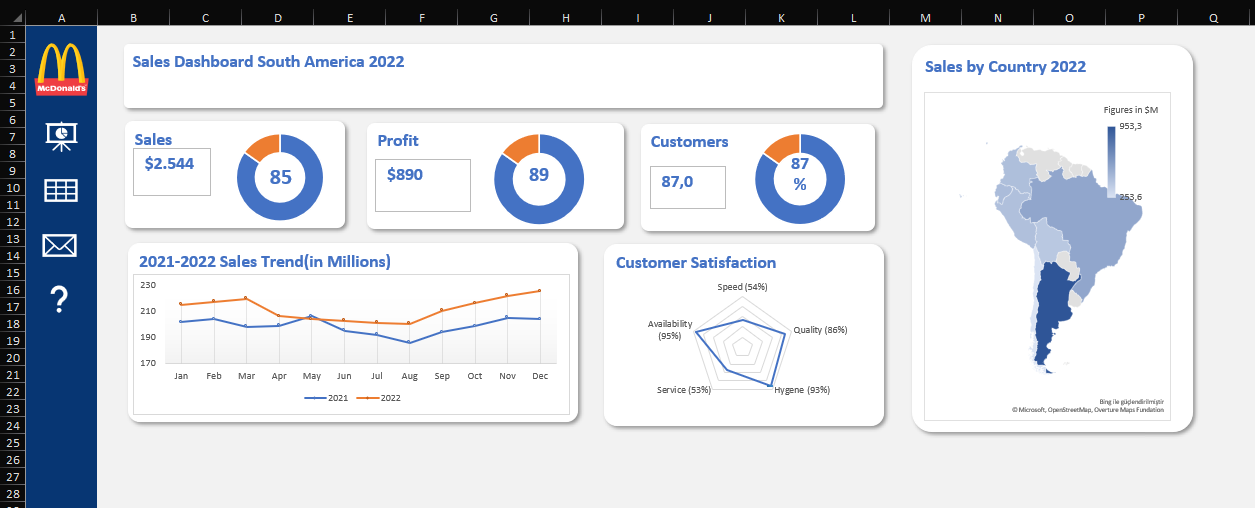 A B C D E F G H I J K L M N O P Q
1
2
3
4
5
6
7
8
9
10
11
12
13
14
15
16
17
18
19
20
21
22
23
24
25
26
27
28
McDonald's
?
Sales Dashboard South America 2022
Sales
$2.544
85
Profit
$890
89
Customers
87,0
87
%
2021-2022 Sales Trend(in Millions)
230
210
190
170
Jan Feb Mar Apr May Jun Jul Aug Sep Oct Nov Dec
2021 2022
Customer Satisfaction
Speed (54%)
Quality (86%)
Hygene (93%)
Service (53%)
Availability
(95%)
Sales by Country 2022
Figures in $M
953,3
253,6
Bing ile güçlendirilmiştir
© Microsoft, OpenStreetMap, Overture Maps Fundation